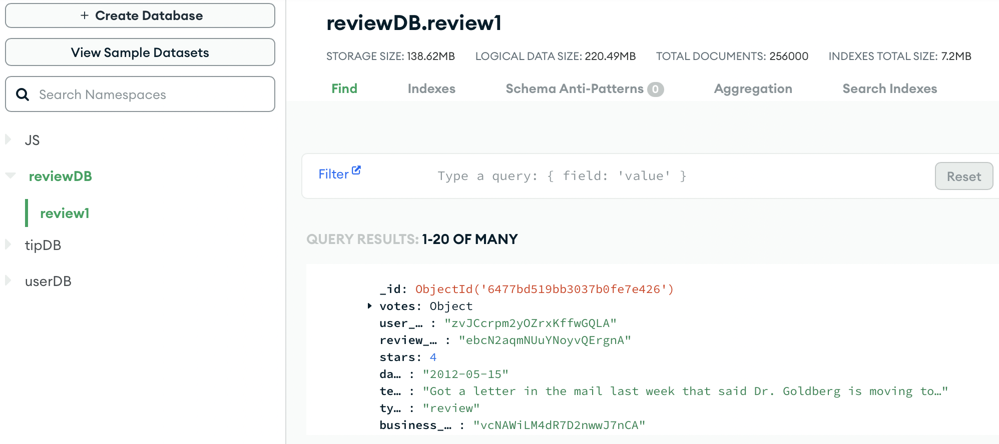 + Create Database
View Sample Datasets
Search Namespaces
JS
reviewDB
review1
tipDB
userDB
reviewDB.review1
STORAGE SIZE: 138.62MB LOGICAL DATA SIZE: 220.49MB TOTAL DOCUMENTS: 256000 INDEXES TOTAL SIZE: 7.2MB
Find Indexes Schema Anti-Patterns 0 Aggregation Search Indexes
Filter Type a query: { field: 'value' } Reset
QUERY RESULTS: 1-20 OF MANY
_id: ObjectId('6477bd519bb3037b0fe7e426')
votes: Object
user_… : "zvJCcrpm2yOZrxKffwGQLA"
review_… : "ebcN2aqmNUuYNoyvQErgnA"
stars: 4
da… : "2012-05-15"
te… : "Got a letter in the mail last week that said Dr. Goldberg is moving to…"
ty… : "review"
business_… : "vcNAWiLM4dR7D2nwwJ7nCA"